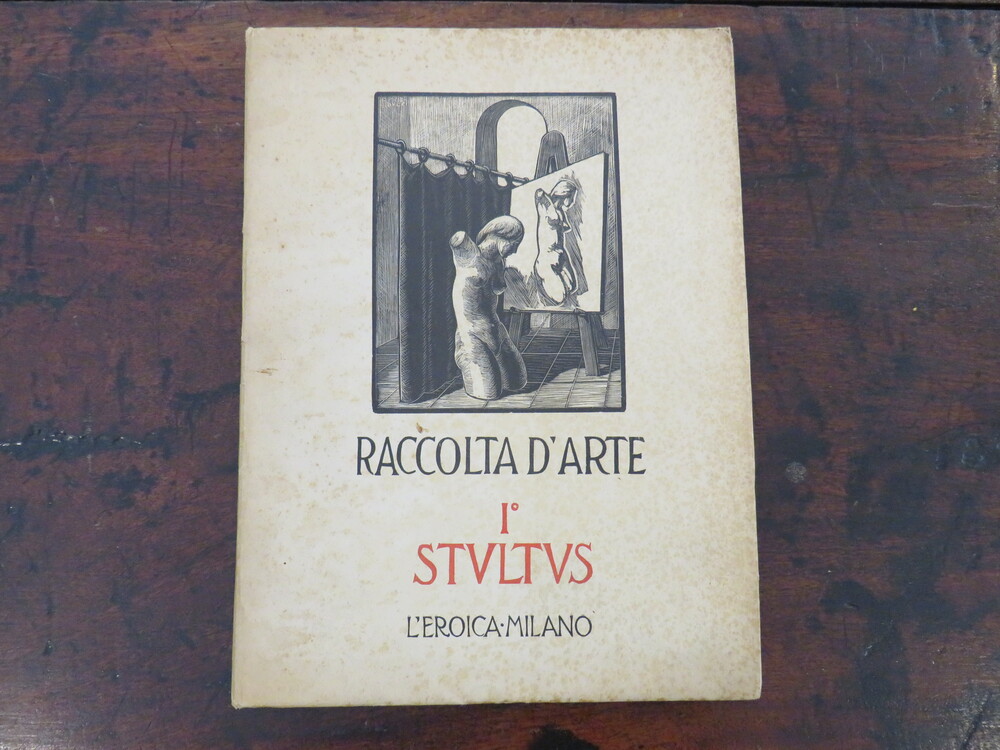 RACCOLTA D'ARTE
I°
STVLTVS
L'EROICA·MILANO